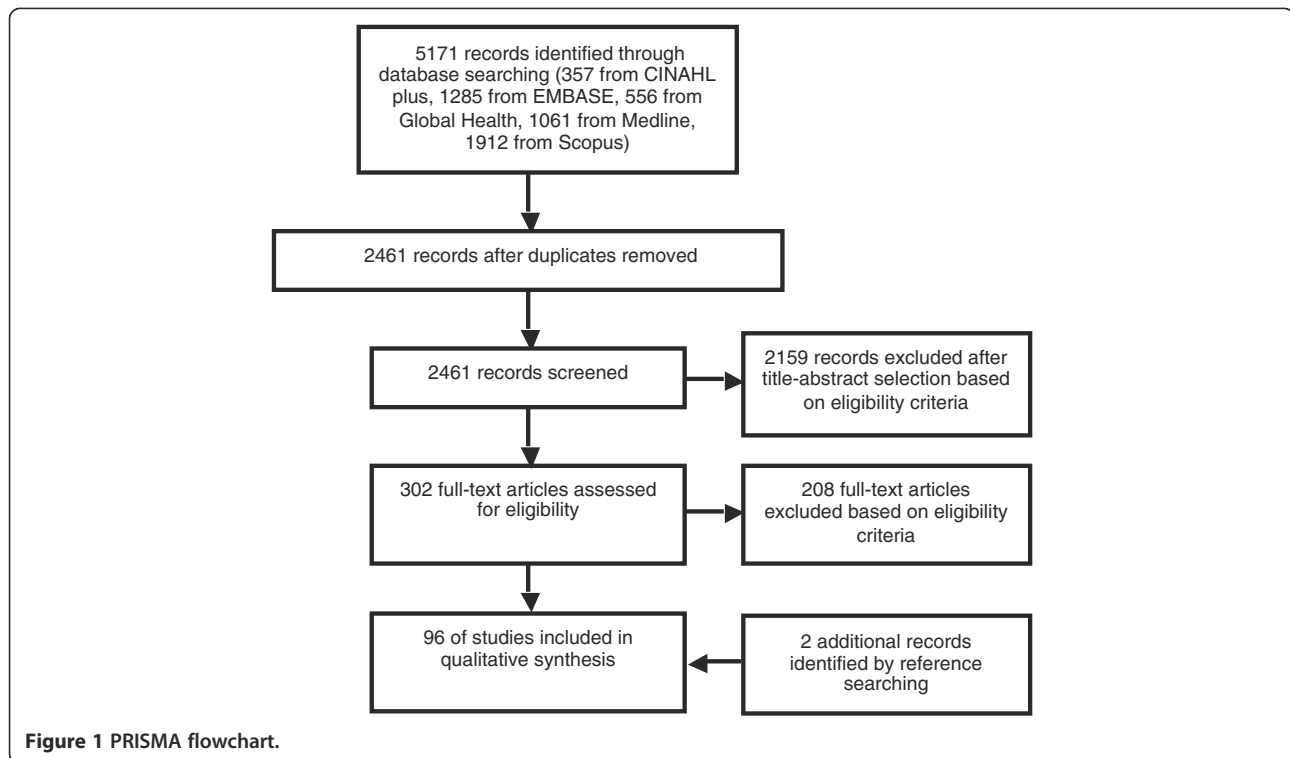 5171 records identified through
database searching (357 from CINAHL
plus, 1285 from EMBASE, 556 from
Global Health, 1061 from Medline,
1912 from Scopus)
2461 records after duplicates removed
2461 records screened
2159 records excluded after
title-abstract selection based
on eligibility criteria
302 full-text articles assessed
for eligibility
208 full-text articles
excluded based on eligibility
criteria
96 of studies included in
qualitative synthesis
2 additional records
identified by reference
searching
Figure 1 PRISMA flowchart.